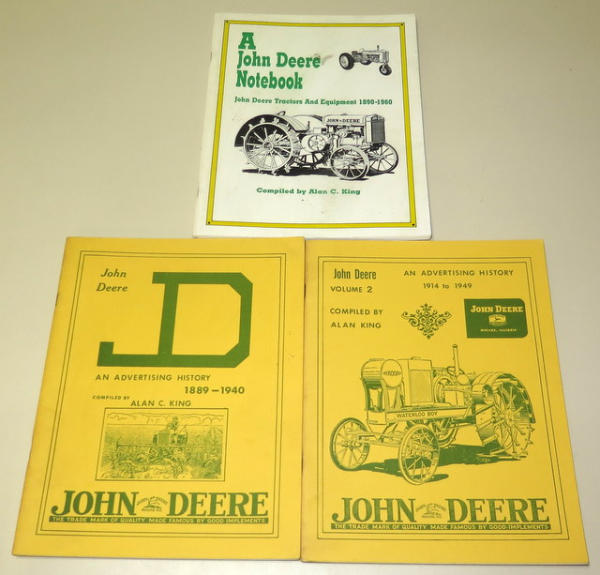 A
John Deere
Notebook
John Deere Tractors And Equipment 1890-1960
JOHN DEERE
Compiled by Alan C. King
John
Deere
JD
AN ADVERTISING HISTORY
1889-1940
COMPILED BY
ALAN C. KING
JOHN DEERE
THE TRADE MARK OF QUALITY MADE FAMOUS BY GOOD IMPLEMENTS
John Deere
VOLUME 2
AN ADVERTISING HISTORY
1914 to 1949
COMPILED BY
ALAN KING
JOHN DEERE
MOLINE, ILLINOIS
WATERLOO BOY
JOHN DEERE
THE TRADE MARK OF QUALITY MADE FAMOUS BY GOOD IMPLEMENTS